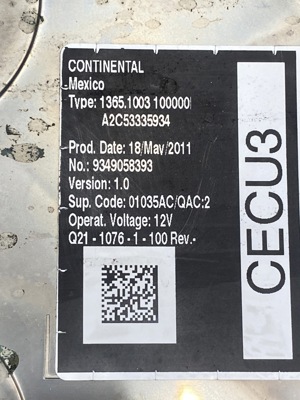 CONTINENTAL
Mexico
Type: 1365.1003 100000
A2C53335934
Prod. Date: 18/May/2011
No.: 9349058393
Version: 1.0
Sup. Code: 01035AC/QAC:2
Operat. Voltage: 12V
Q21 - 1076 - 1 - 100 Rev.-
CECU3